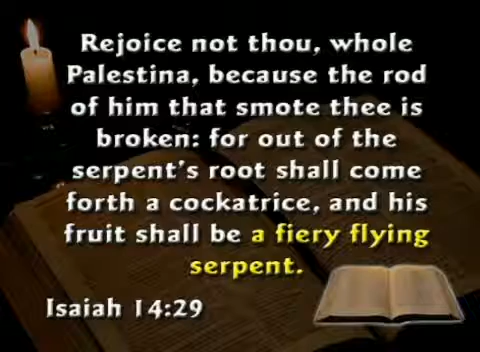 Rejoice not thou, whole
Palestina, because the rod
of him that smote thee is
broken: for out of the
serpent's root shall come
forth a cockatrice, and his
fruit shall be a fiery flying
serpent.
Isaiah 14:29